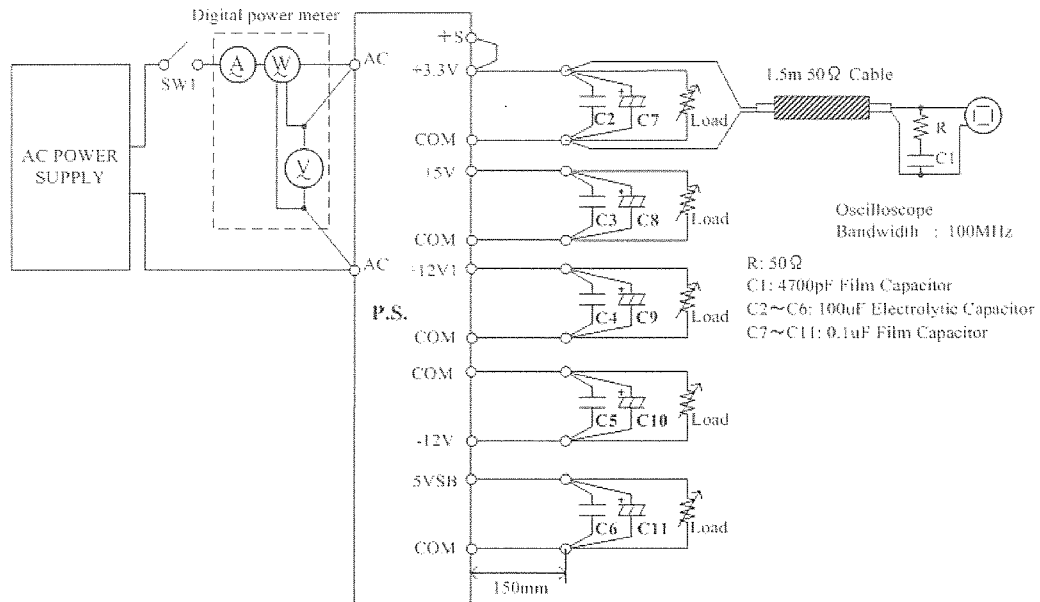 Digital power meter
SW1
A
W
V
AC POWER
SUPPLY
AC
AC
P.S.
+S
+3.3V
COM
C2
C7
Load
1.5m 50Ω Cable
R
C1
+5V
COM
C3
C8
Load
Oscilloscope
Bandwidth : 100MHz
R: 50Ω
C1: 4700pF Film Capacitor
C2~C6: 100uF Electrolytic Capacitor
C7~C11: 0.1uF Film Capacitor
+12V1
COM
C4
C9
Load
COM
-12V
C5
C10
Load
5VSB
COM
C6
C11
Load
150mm